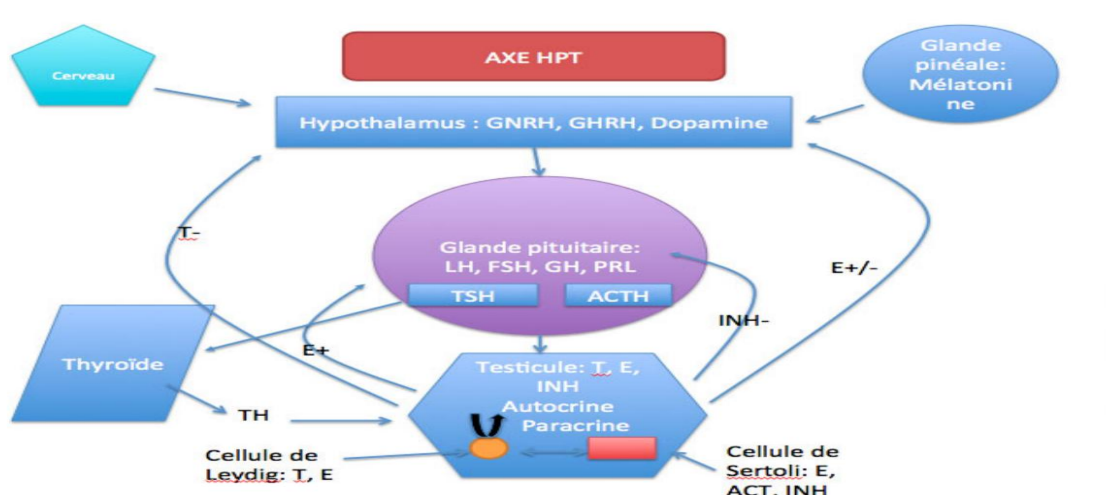 Cerveau
AXE HPT
Glande
pinéale:
Mélatoni
ne
Hypothalamus : GNRH, GHRH, Dopamine
T-
Glande pituitaire:
LH, FSH, GH, PRL
TSH
ACTH
E+/-
INH-
E+
Thyroïde
Testicule: T, E,
INH
Autocrine
Paracrine
TH
Cellule de
Leydig: T, E
Cellule de
Sertoli: E,
ACT, INH